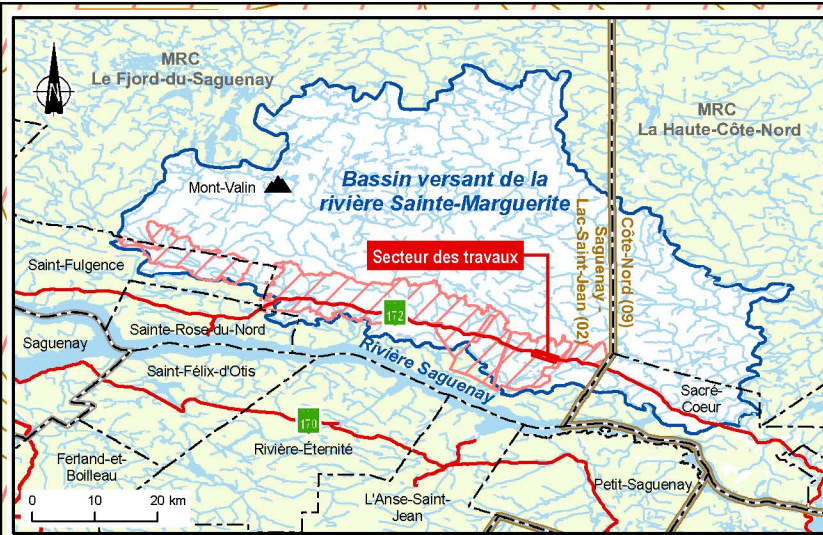 MRC
Le Fjord-du-Saguenay
N
MRC
La Haute-Côte-Nord
Mont-Valin
Bassin versant de la
rivière Sainte-Marguerite
Saguenay -
Lac-Saint-Jean (02)
Côte-Nord (09)
Secteur des travaux
Saint-Fulgence
172
Sainte-Rose-du-Nord
Saguenay
Rivière Saguenay
Saint-Félix-d'Otis
Sacré-
Coeur
170
Rivière-Éternité
Ferland-et-
Boilleau
Petit-Saguenay
L'Anse-Saint-
Jean
0 10 20 km